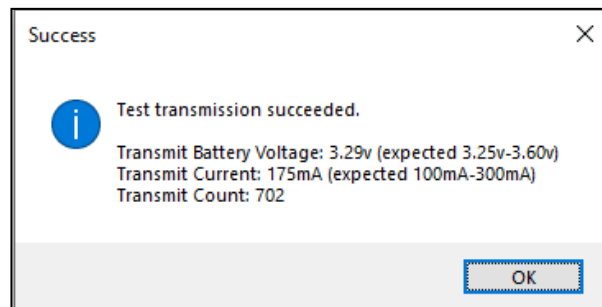 Success
Test transmission succeeded.
Transmit Battery Voltage: 3.29v (expected 3.25v-3.60v)
Transmit Current: 175mA (expected 100mA-300mA)
Transmit Count: 702
OK